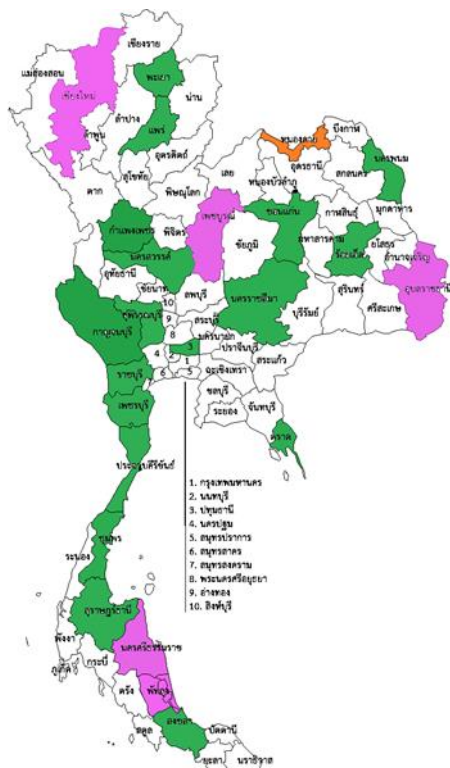 เชียงราย
แม่ฮ่องสอน
เชียงใหม่
พะเยา
น่าน
ลำปาง
ลำพูน
แพร่
อุตรดิตถ์
สุโขทัย
ตาก
พิษณุโลก
เลย
หนองคาย
บึงกาฬ
อุดรธานี
หนองบัวลำภู
สกลนคร
นครพนม
กำแพงเพชร
พิจิตร
เพชรบูรณ์
ขอนแก่น
กาฬสินธุ์
มุกดาหาร
มหาสารคาม
ร้อยเอ็ด
ยโสธร
อำนาจเจริญ
ชัยภูมิ
นครสวรรค์
อุทัยธานี
ชัยนาท
ลพบุรี
นครราชสีมา
บุรีรัมย์
สุรินทร์
ศรีสะเกษ
อุบลราชธานี
กาญจนบุรี
สุพรรณบุรี
10
9
8
สระบุรี
นครนายก
ปราจีนบุรี
สระแก้ว
3
4
2
1
5
6
ฉะเชิงเทรา
ราชบุรี
ชลบุรี
ระยอง
จันทบุรี
ตราด
เพชรบุรี
ประจวบคีรีขันธ์
1. กรุงเทพมหานคร
2. นนทบุรี
3. ปทุมธานี
4. นครปฐม
5. สมุทรปราการ
6. สมุทรสาคร
7. สมุทรสงคราม
8. พระนครศรีอยุธยา
9. อ่างทอง
10. สิงห์บุรี
ชุมพร
ระนอง
สุราษฎร์ธานี
พังงา
ภูเก็ต
กระบี่
นครศรีธรรมราช
ตรัง
พัทลุง
สตูล
สงขลา
ปัตตานี
ยะลา
นราธิวาส